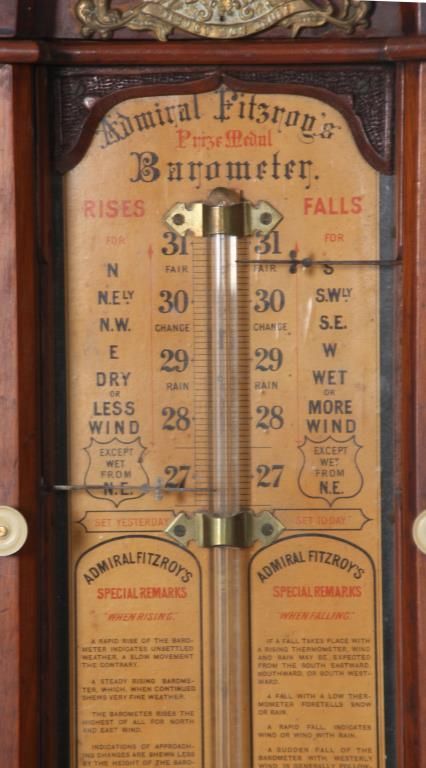 Admiral Fitzroy's
Prize Medal
Barometer.
RISES
FOR
N
N.ELY
N.W.
E
DRY
OR
LESS
WIND
EXCEPT
WET
FROM
N.E.
31
FAIR
30
CHANGE
29
RAIN
28
27
31
FAIR
30
CHANGE
29
RAIN
28
27
FALLS
FOR
S
S.WLY
S.E.
W
WET
OR
MORE
WIND
EXCEPT
WET
FROM
N.E.
SET YESTERDAY
SET TO-DAY
ADMIRAL FITZROY'S
SPECIAL REMARKS
"WHEN RISING."
A RAPID RISE OF THE BARO-
METER INDICATES UNSETTLED
WEATHER, A SLOW MOVEMENT
THE CONTRARY.
A STEADY RISING BAROME-
TER, WHICH, WHEN CONTINUED
SHEWS VERY FINE WEATHER.
THE BAROMETER RISES THE
HIGHEST OF ALL FOR NORTH
AND EAST WIND.
INDICATIONS OF APPROACH-
ING CHANGES ARE SHEWN LESS
BY THE HEIGHT OF THE BARO-
ADMIRAL FITZROY'S
SPECIAL REMARKS
"WHEN FALLING."
IF A FALL TAKES PLACE WITH
A RISING THERMOMETER, WIND
AND RAIN MAY BE EXPECTED
FROM THE SOUTH EASTWARD,
SOUTHWARD, OR SOUTH WEST-
WARD.
A FALL WITH A LOW THER-
MOMETER FORETELLS SNOW
OR RAIN.
A RAPID FALL INDICATES
WIND OR WIND WITH RAIN.
A SUDDEN FALL OF THE
BAROMETER WITH, WESTERLY
WIND IS GENERALLY FOLLOW-